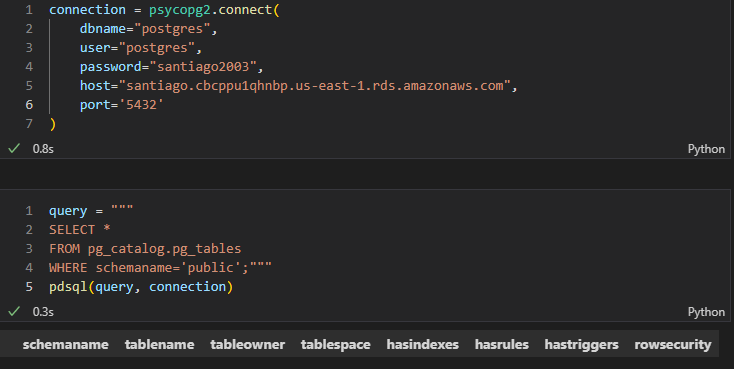 1 connection = psycopg2.connect(
2     dbname="postgres",
3     user="postgres",
4     password="santiago2003",
5     host="santiago.cbcppu1qhnbp.us-east-1.rds.amazonaws.com",
6     port='5432'
7 )
0.8s Python
1 query = """
2 SELECT *
3 FROM pg_catalog.pg_tables
4 WHERE schemaname='public';"""
5 pdsql(query, connection)
0.3s Python
schemaname tablename tableowner tablespace hasindexes hasrules hastriggers rowsecurity